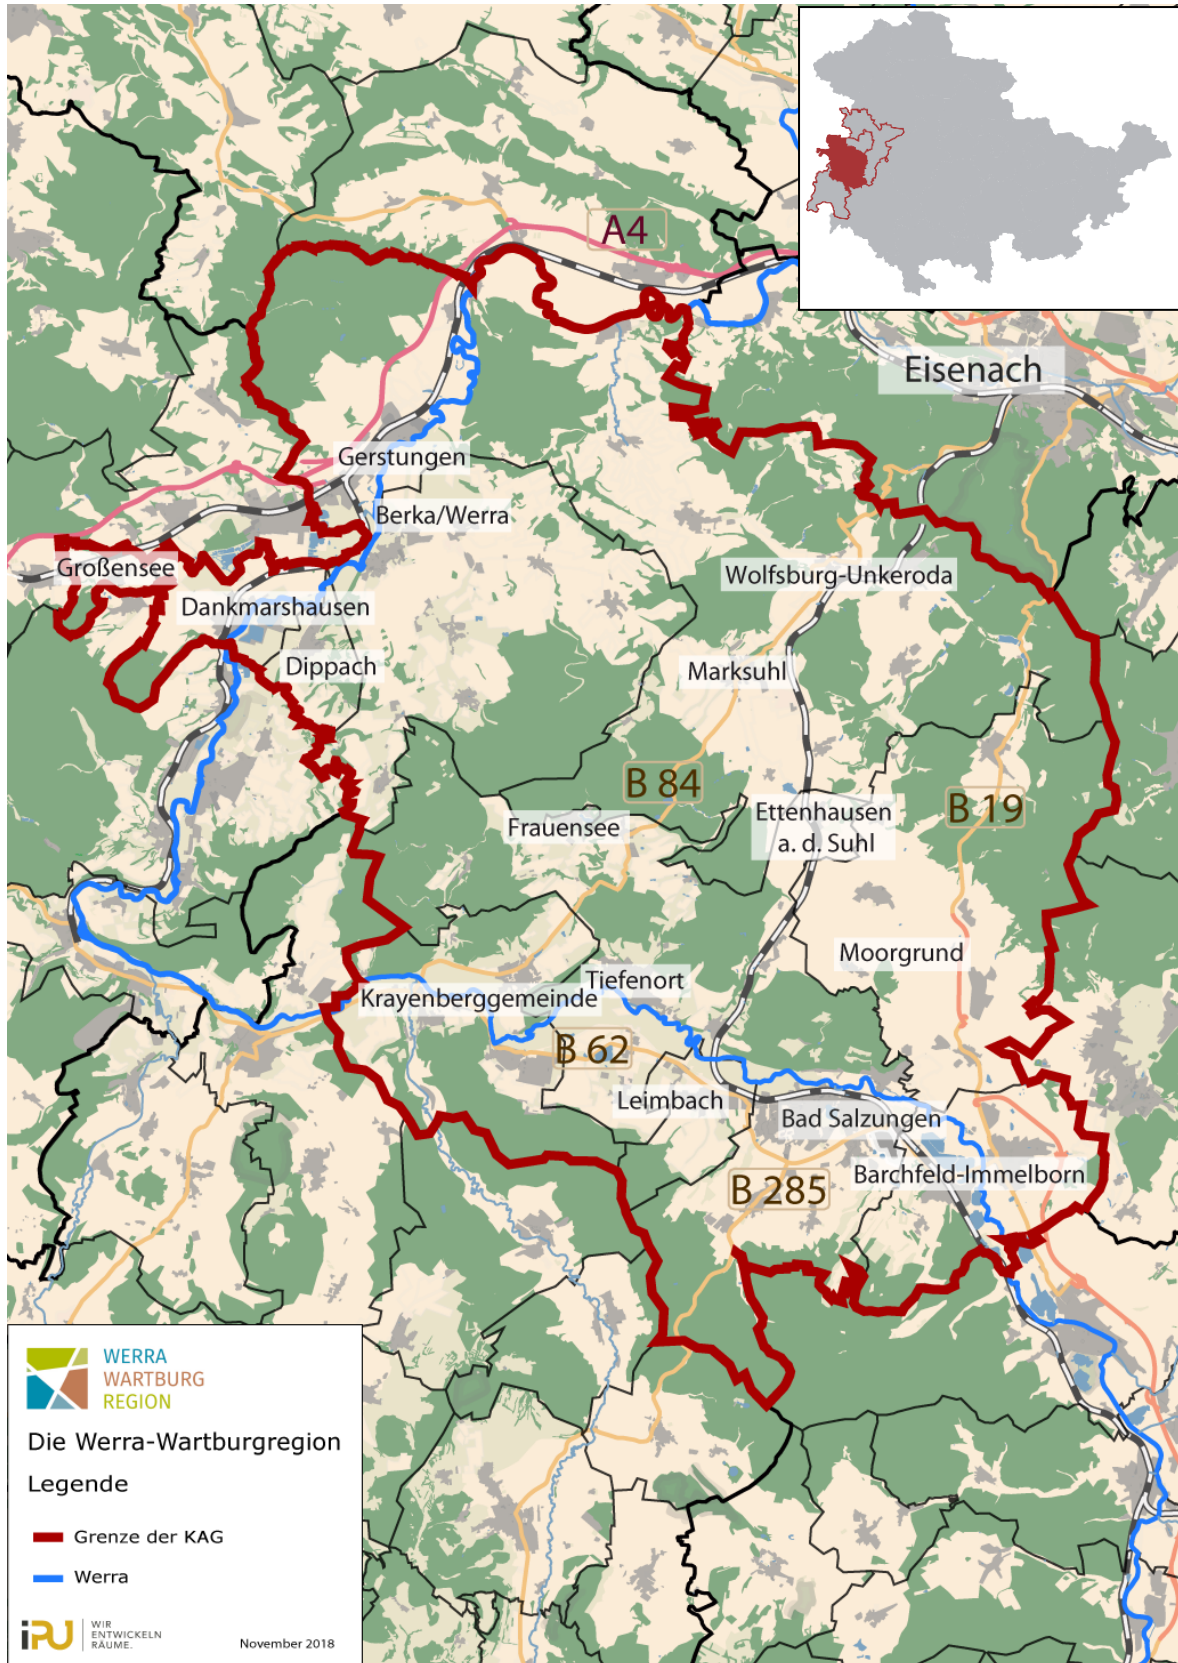 A4
Eisenach
Gerstungen
Berka/Werra
Großensee
Wolfsburg-Unkeroda
Dankmarshausen
Dippach
Marksuhl
B 84
B 19
Ettenhausen
a. d. Suhl
Frauensee
Moorgrund
Tiefenort
Krayenberggemeinde
B 62
Leimbach
Bad Salzungen
Barchfeld-Immelborn
B 285
WERRA
WARTBURG
REGION
Die Werra-Wartburgregion
Legende
Grenze der KAG
Werra
iPU
WIR
ENTWICKELN
RÄUME.
November 2018